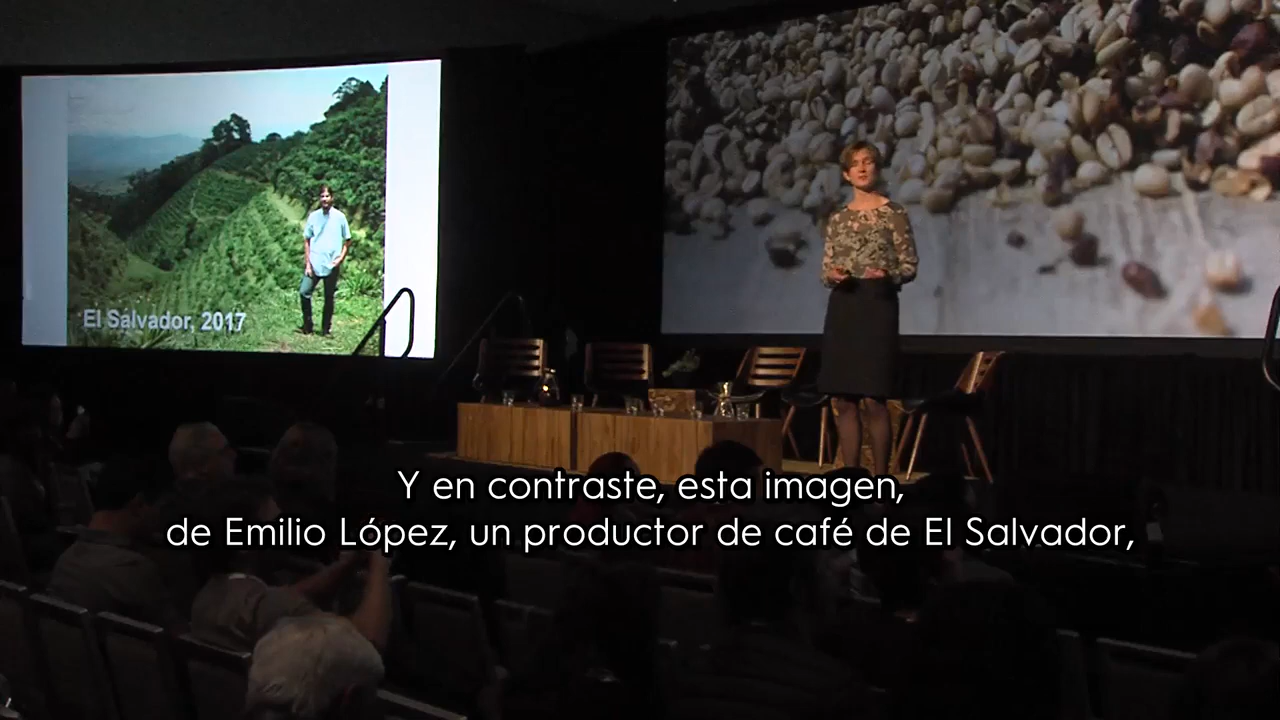 El Salvador, 2017
Y en contraste, esta imagen,
de Emilio López, un productor de café de El Salvador,